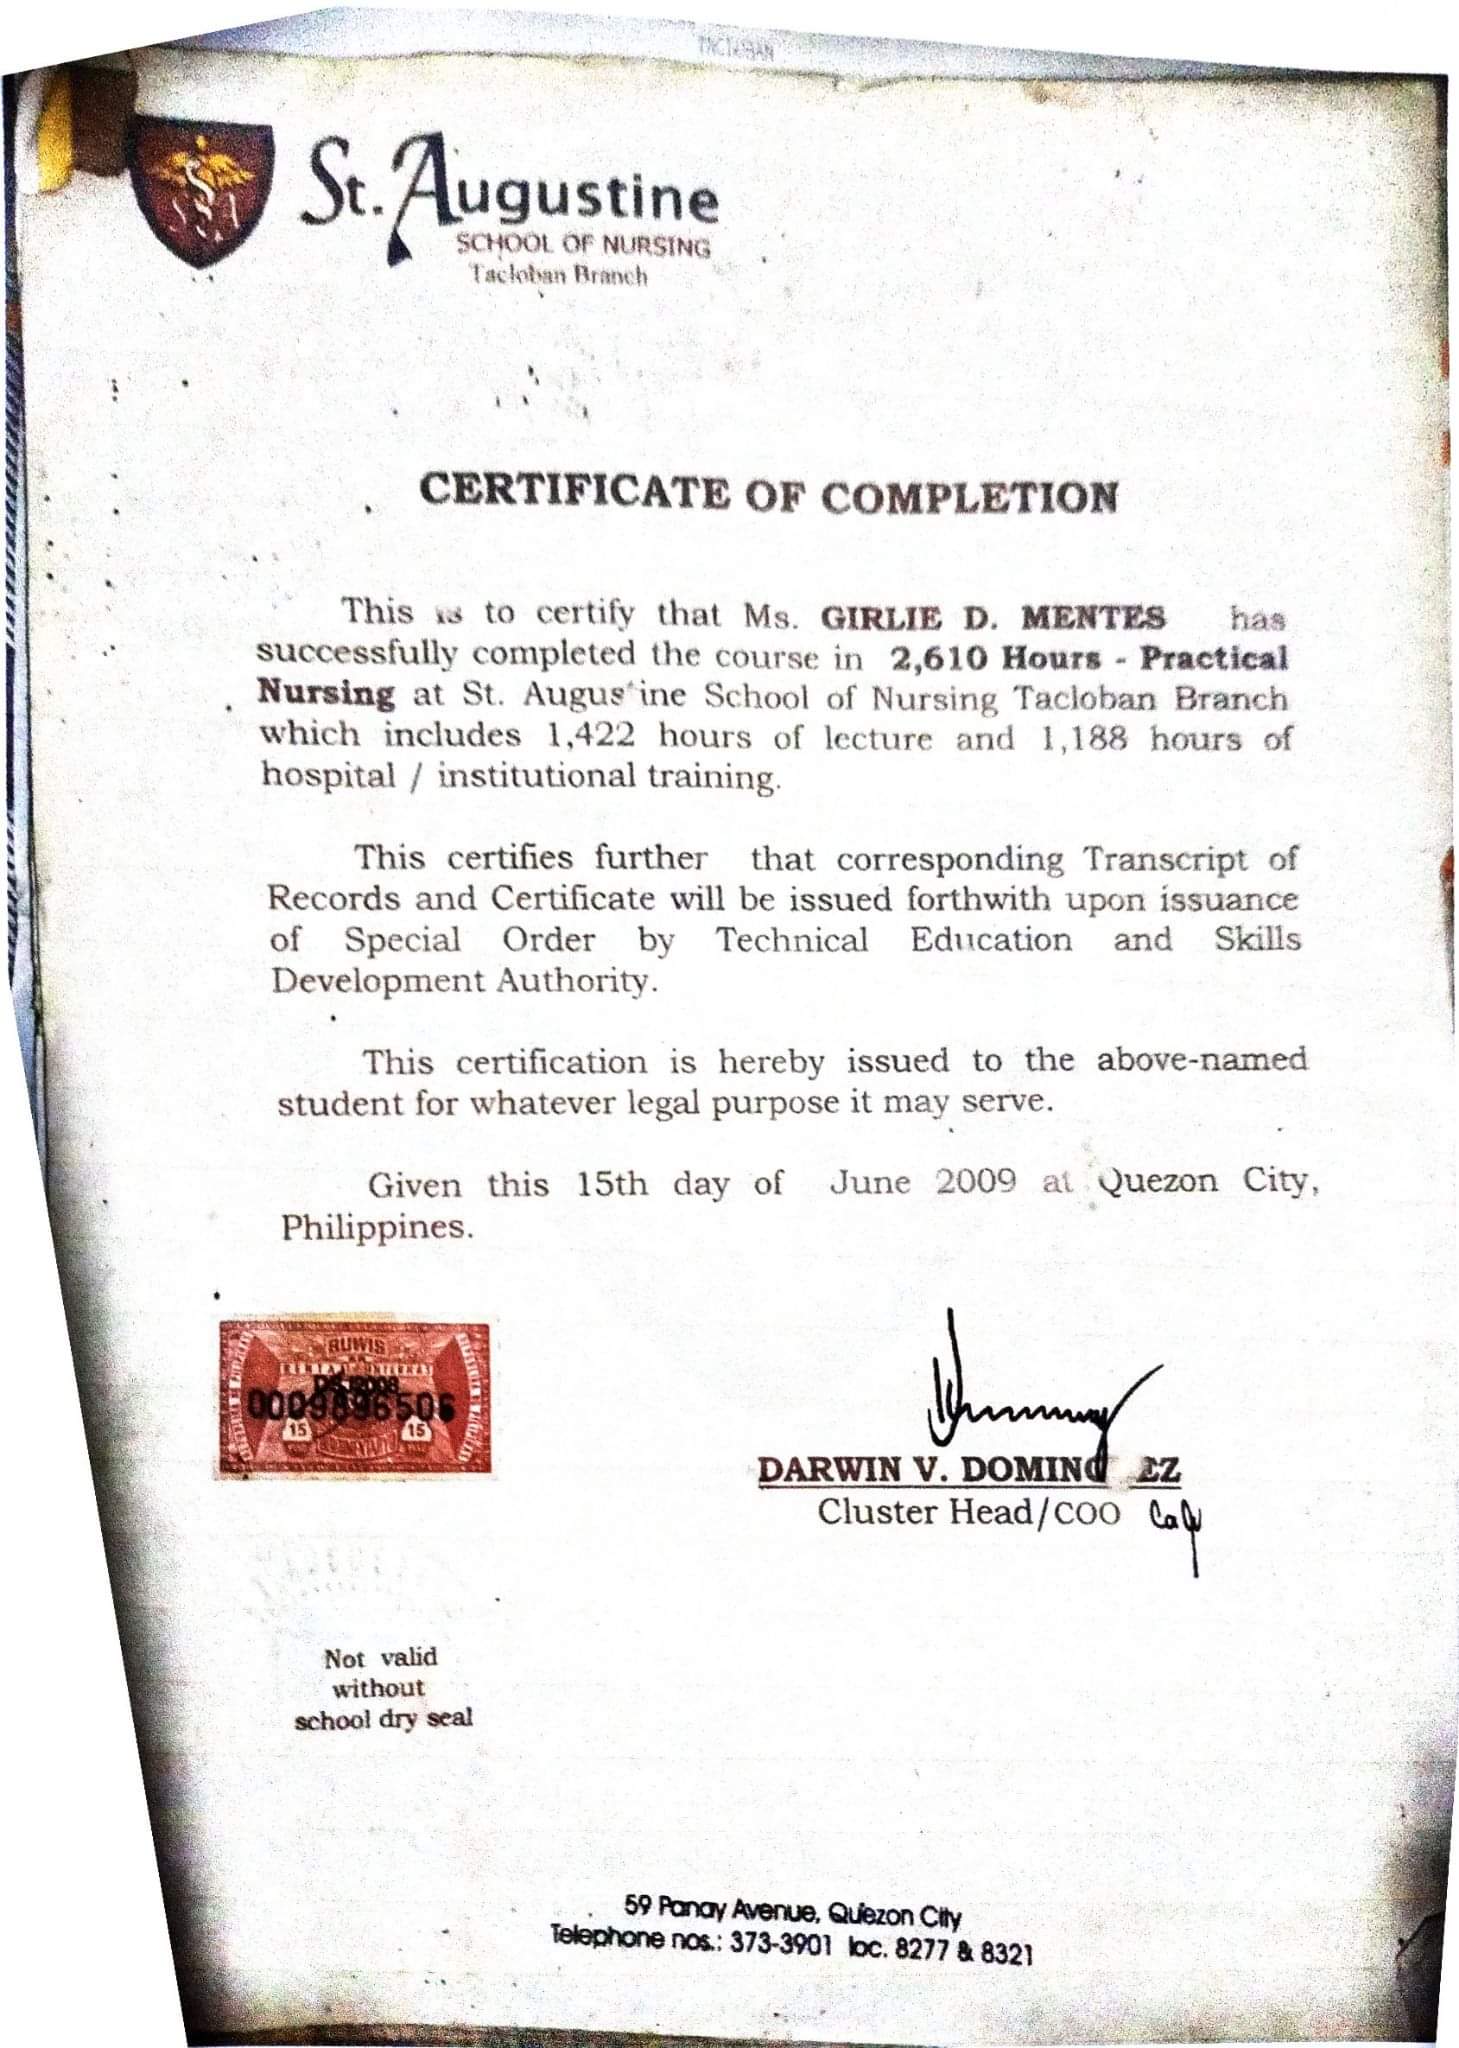 St. Augustine
SCHOOL OF NURSING
Tacloban Branch
CERTIFICATE OF COMPLETION
This is to certify that Ms. GIRLIE D. MENTES has
successfully completed the course in 2,610 Hours - Practical
Nursing at St. Augustine School of Nursing Tacloban Branch
which includes 1,422 hours of lecture and 1,188 hours of
hospital / institutional training.
This certifies further that corresponding Transcript of
Records and Certificate will be issued forthwith upon issuance
of Special Order by Technical Education and Skills
Development Authority.
This certification is hereby issued to the above-named
student for whatever legal purpose it may serve.
Given this 15th day of June 2009 at Quezon City,
Philippines.
RUWIS
15 15
DARWIN V. DOMING EZ
Cluster Head/COO
Not valid
without
school dry seal
59 Panay Avenue, Quezon City
Telephone nos.: 373-3901 loc. 8277 & 8321